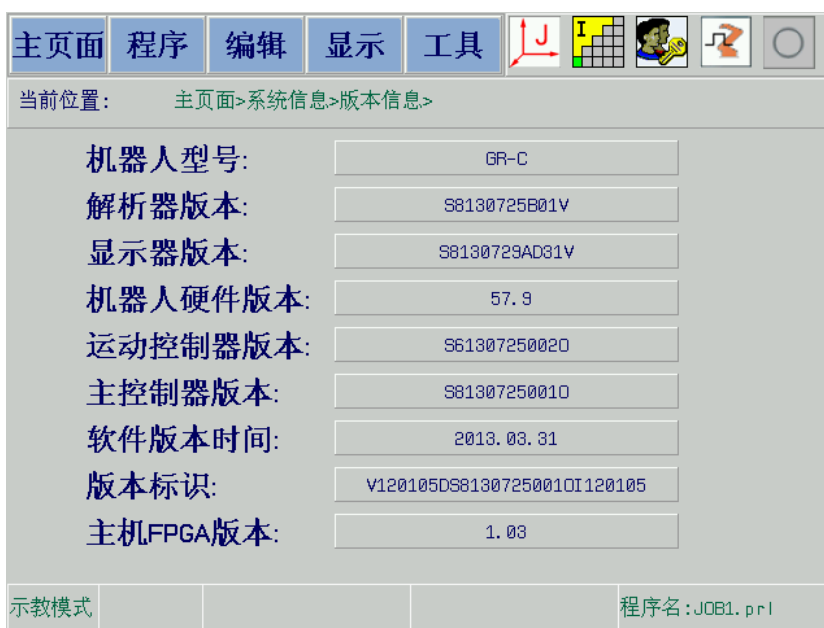 主页面 程序 编辑 显示 工具 J I
当前位置: 主页面>系统信息>版本信息>
机器人型号: GR-C
解析器版本: S8130725B01V
显示器版本: S8130729AD31V
机器人硬件版本: 57.9
运动控制器版本: S6130725002O
主控制器版本: S8130725001O
软件版本时间: 2013.03.31
版本标识: V120105DS8130725001OI120105
主机FPGA版本: 1.03
示教模式 程序名:JOB1.prl